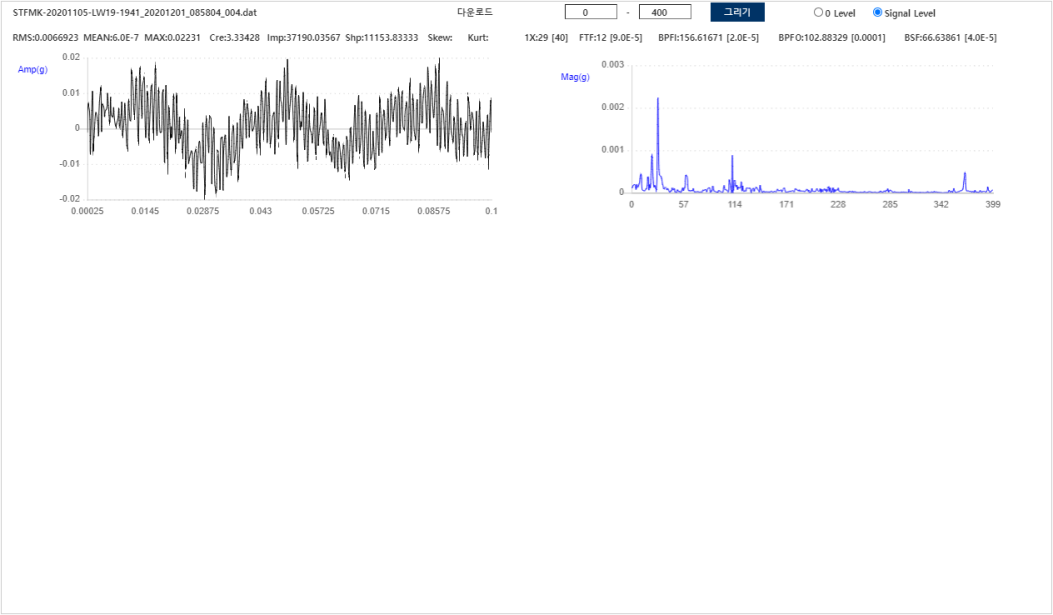 STFMK-20201105-LW19-1941_20201201_085804_004.dat 다운로드 0 - 400 그리기 0 Level Signal Level
RMS:0.0066923 MEAN:6.0E-7 MAX:0.02231 Cre:3.33428 Imp:37190.03567 Shp:11153.83333 Skew: Kurt: 1X:29 [40] FTF:12 [9.0E-5] BPFI:156.61671 [2.0E-5] BPFO:102.88329 [0.0001] BSF:66.63861 [4.0E-5]
Amp(g)
0.02
0.01
0
-0.01
-0.02
0.00025 0.0145 0.02875 0.043 0.05725 0.0715 0.08575 0.1
Mag(g)
0.003
0.002
0.001
0
0 57 114 171 228 285 342 399